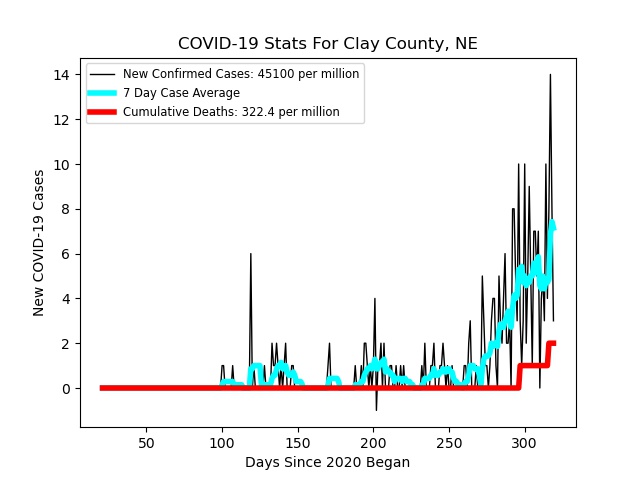 COVID-19 Stats For Clay County, NE
New Confirmed Cases: 45100 per million
7 Day Case Average
Cumulative Deaths: 322.4 per million
New COVID-19 Cases
14
12
10
8
6
4
2
0
50 100 150 200 250 300
Days Since 2020 Began